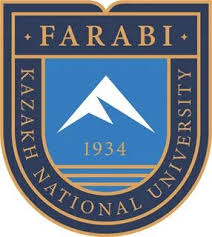 · FARABI ·
KAZAKH NATIONAL UNIVERSITY
1934